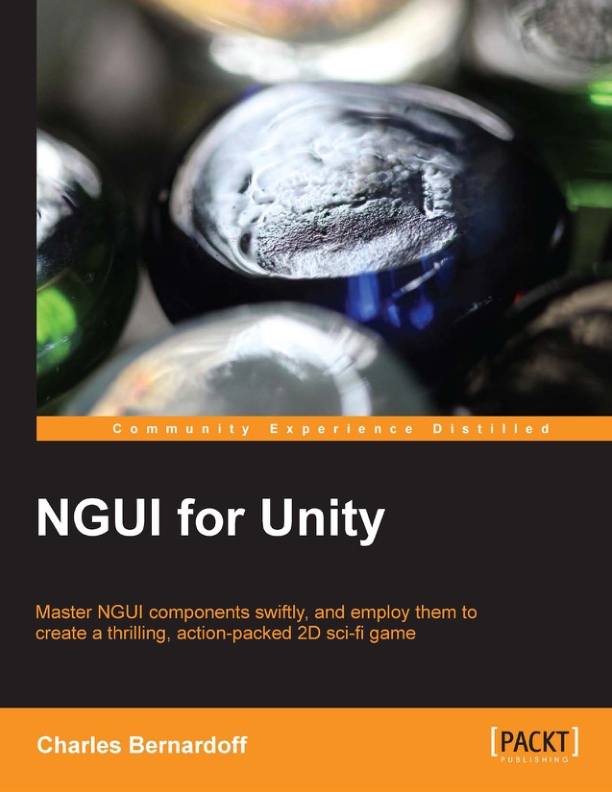 Community Experience Distilled
NGUI for Unity
Master NGUI components swiftly, and employ them to
create a thrilling, action-packed 2D sci-fi game
Charles Bernardoff
[PACKT]
PUBLISHING